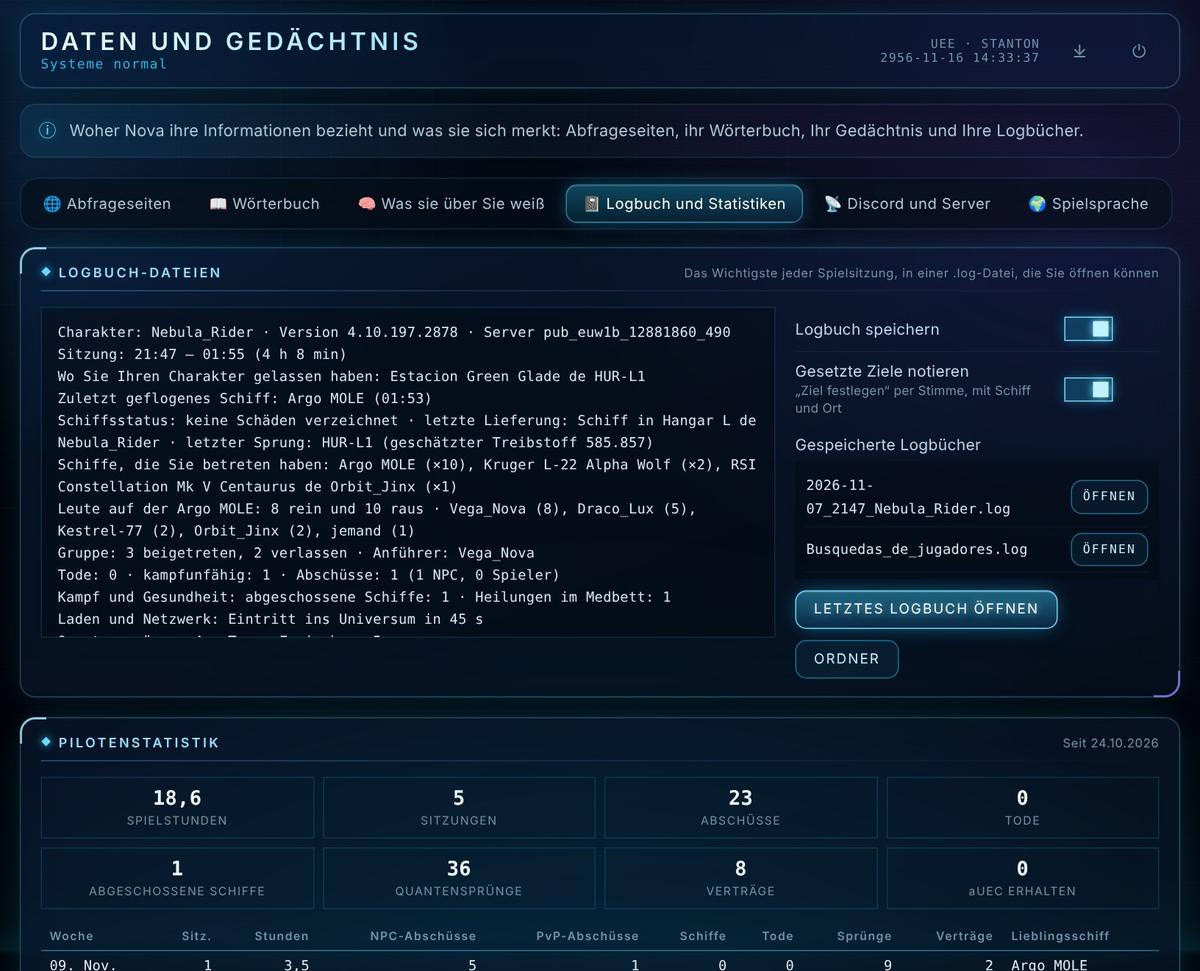 DATEN UND GEDÄCHTNIS
Systeme normal
UEE · STANTON
2956-11-16 14:33:37
Woher Nova ihre Informationen bezieht und was sie sich merkt: Abfrageseiten, ihr Wörterbuch, Ihr Gedächtnis und Ihre Logbücher.
Abfrageseiten
Wörterbuch
Was sie über Sie weiß
Logbuch und Statistiken
Discord und Server
Spielsprache
LOGBUCH-DATEIEN
Das Wichtigste jeder Spielsitzung, in einer .log-Datei, die Sie öffnen können
Charakter: Nebula_Rider · Version 4.10.197.2878 · Server pub_euw1b_12881860_490
Sitzung: 21:47 – 01:55 (4 h 8 min)
Wo Sie Ihren Charakter gelassen haben: Estacion Green Glade de HUR-L1
Zuletzt geflogenes Schiff: Argo MOLE (01:53)
Schiffsstatus: keine Schäden verzeichnet · letzte Lieferung: Schiff in Hangar L de
Nebula_Rider · letzter Sprung: HUR-L1 (geschätzter Treibstoff 585.857)
Schiffe, die Sie betreten haben: Argo MOLE (×10), Kruger L-22 Alpha Wolf (×2), RSI
Constellation Mk V Centaurus de Orbit_Jinx (×1)
Leute auf der Argo MOLE: 8 rein und 10 raus · Vega_Nova (8), Draco_Lux (5),
Kestrel-77 (2), Orbit_Jinx (2), jemand (1)
Gruppe: 3 beigetreten, 2 verlassen · Anführer: Vega_Nova
Tode: 0 · kampfunfähig: 1 · Abschüsse: 1 (1 NPC, 0 Spieler)
Kampf und Gesundheit: abgeschossene Schiffe: 1 · Heilungen im Medbett: 1
Laden und Netzwerk: Eintritt ins Universum in 45 s
Logbuch speichern
Gesetzte Ziele notieren
„Ziel festlegen“ per Stimme, mit Schiff
und Ort
Gespeicherte Logbücher
2026-11-
07_2147_Nebula_Rider.log
ÖFFNEN
Busquedas_de_jugadores.log
ÖFFNEN
LETZTES LOGBUCH ÖFFNEN
ORDNER
PILOTENSTATISTIK
Seit 24.10.2026
18,6
SPIELSTUNDEN
5
SITZUNGEN
23
ABSCHÜSSE
0
TODE
1
ABGESCHOSSENE SCHIFFE
36
QUANTENSPRÜNGE
8
VERTRÄGE
0
aUEC ERHALTEN
Woche Sitz. Stunden NPC-Abschüsse PvP-Abschüsse Schiffe Tode Sprünge Verträge Lieblingsschiff
09. Nov. 1 3,5 5 1 0 0 9 2 Argo MOLE